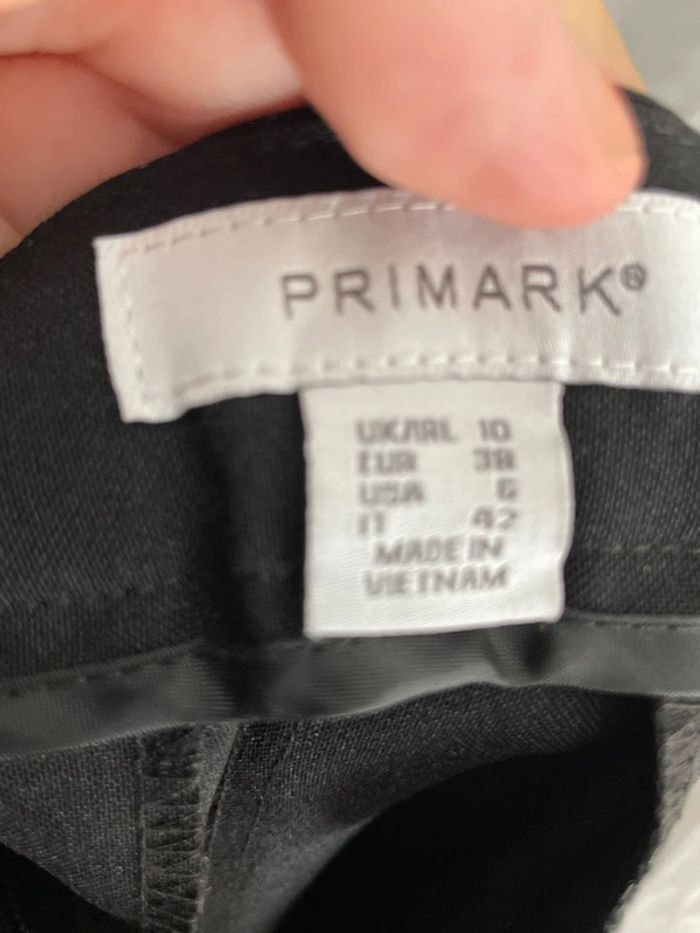 PRIMARK®
UK/IRL 10
EUR 38
USA 6
IT 42
MADE IN
VIETNAM